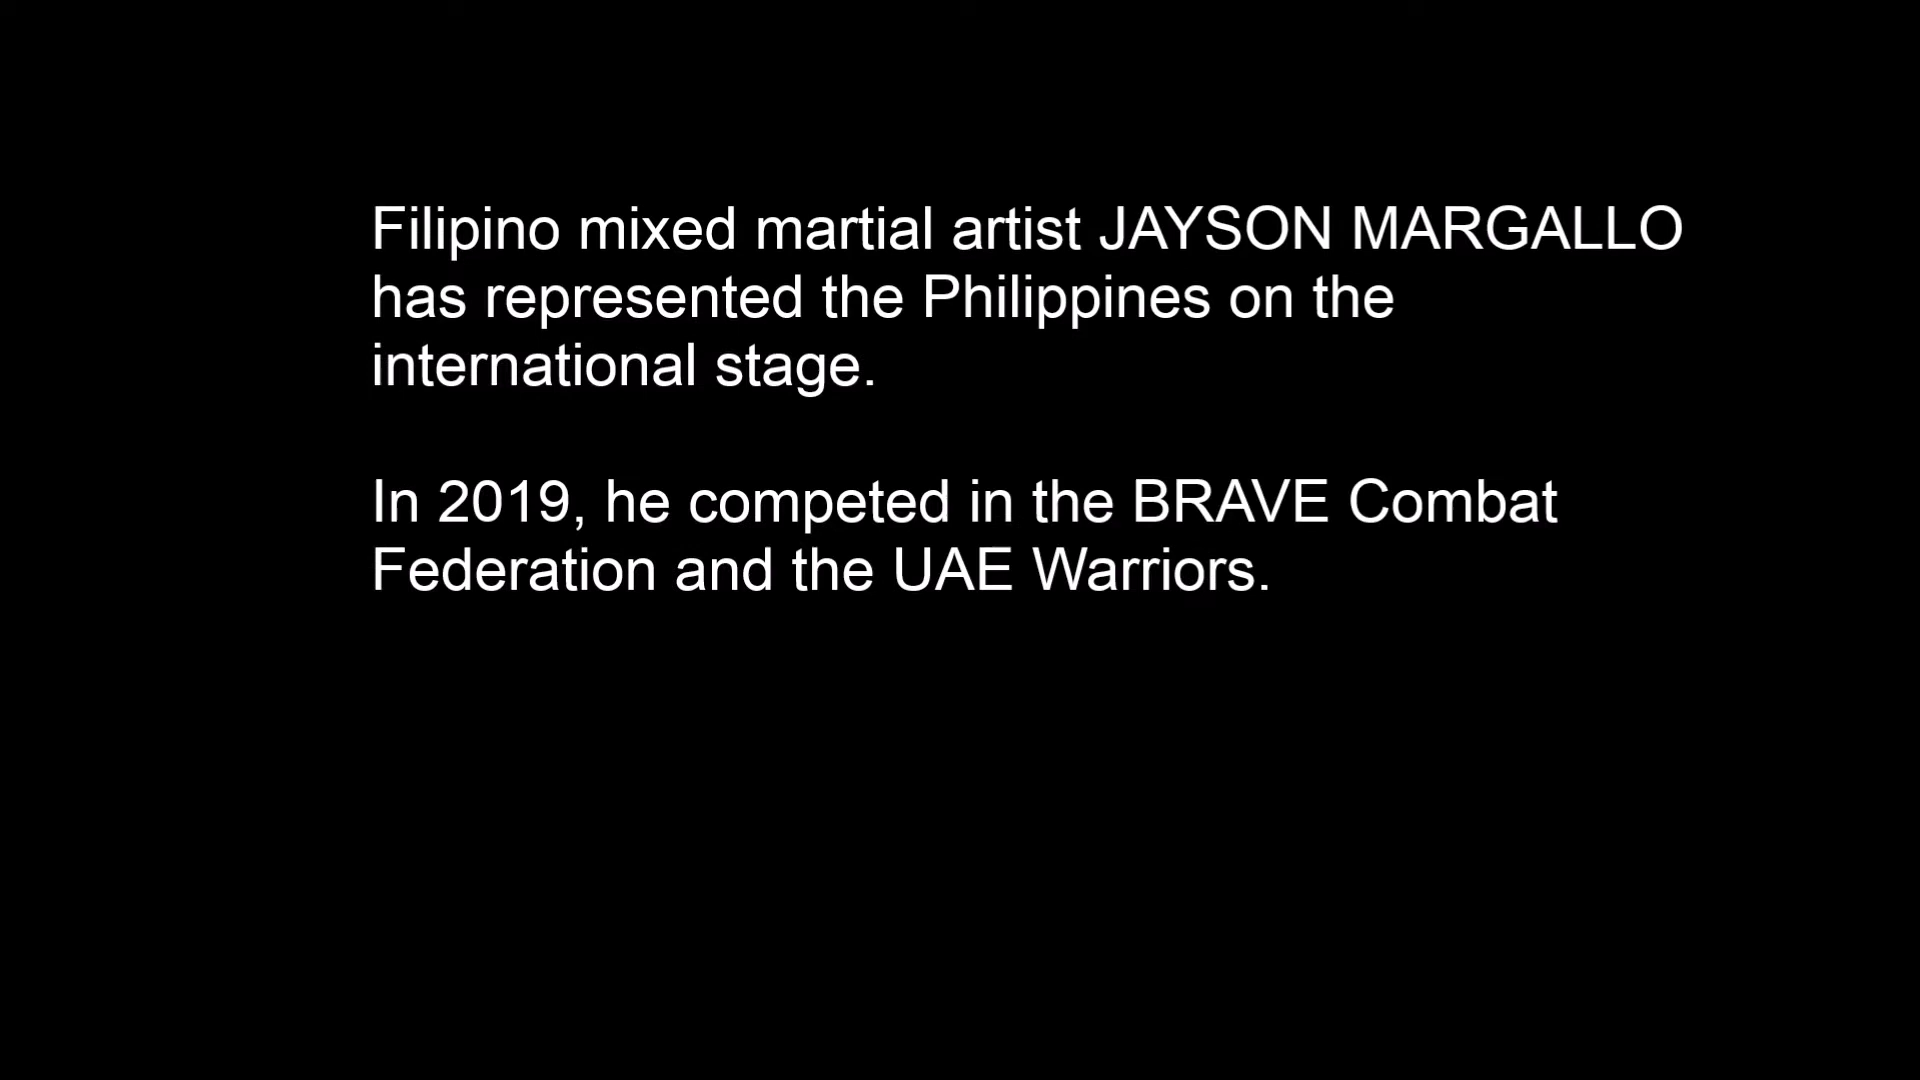 Filipino mixed martial artist JAYSON MARGALLO
has represented the Philippines on the
international stage.
In 2019, he competed in the BRAVE Combat
Federation and the UAE Warriors.